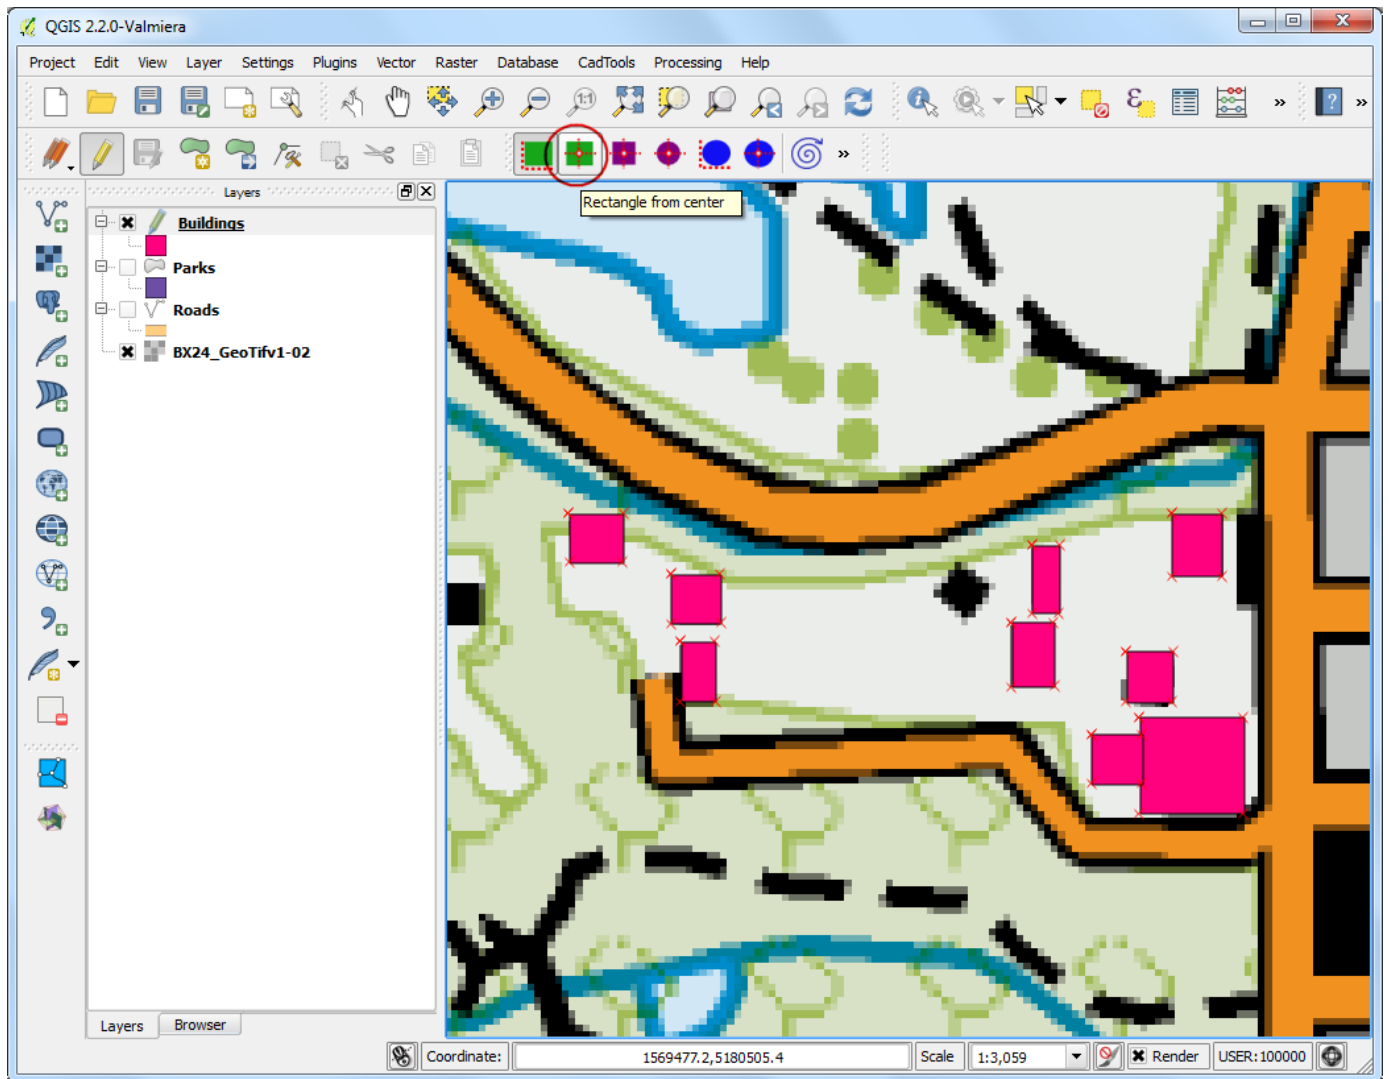 QGIS 2.2.0-Valmiera
Project Edit View Layer Settings Plugins Vector Raster Database CadTools Processing Help
1:1
Rectangle from center
Layers
Buildings
Parks
Roads
BX24_GeoTifv1-02
Layers Browser
Coordinate: 1569477.2,5180505.4 Scale 1:3,059 Render USER:100000